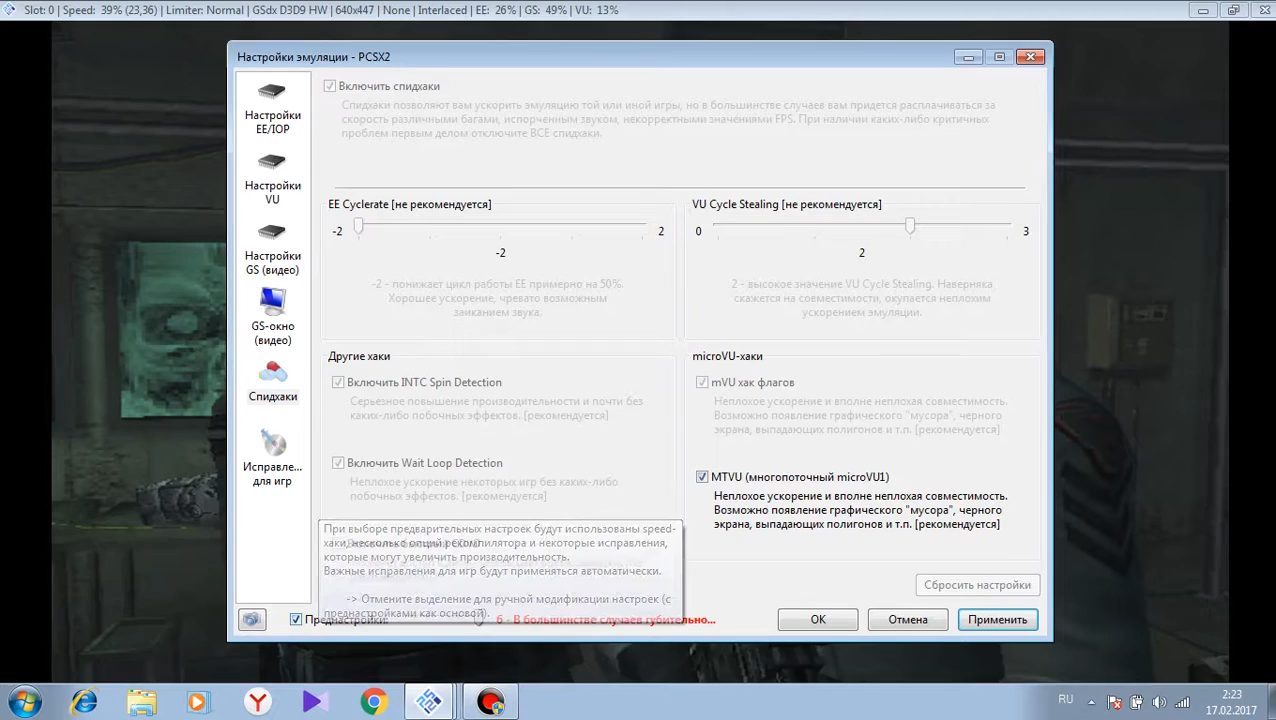 Slot: 0 | Speed: 39% (23,36) | Limiter: Normal | GSdx D3D9 HW | 640x447 | None | Interlaced | EE: 26% | GS: 49% | VU: 13%
Настройки эмуляции - PCSX2
Настройки
EE/IOP
Настройки
VU
Настройки
GS (видео)
GS-окно
(видео)
Спидхаки
Исправле...
для игр
Включить спидхаки
Спидхаки позволяют вам ускорить эмуляцию той или иной игры, но в большинстве случаев вам придется расплачиваться за
скорость различными багами, испорченным звуком, некорректными значениями FPS. При наличии каких-либо критичных
проблем первым делом отключите ВСЕ спидхаки.
EE Cyclerate [не рекомендуется]
-2
2
-2
-2 - понижает цикл работы EE примерно на 50%.
Хорошее ускорение, чревато возможным
заиканием звука.
VU Cycle Stealing [не рекомендуется]
0
3
2
2 - высокое значение VU Cycle Stealing. Наверняка
скажется на совместимости, окупается неплохим
ускорением эмуляции.
Другие хаки
Включить INTC Spin Detection
Серьезное повышение производительности и почти без
каких-либо побочных эффектов. [рекомендуется]
Включить Wait Loop Detection
Неплохое ускорение некоторых игр без каких-либо
побочных эффектов. [рекомендуется]
microVU-хаки
mVU хак флагов
Неплохое ускорение и вполне неплохая совместимость.
Возможно появление графического "мусора", черного
экрана, выпадающих полигонов и т.п. [рекомендуется]
MTVU (многопоточный microVU1)
Неплохое ускорение и вполне неплохая совместимость.
Возможно появление графического "мусора", черного
экрана, выпадающих полигонов и т.п. [рекомендуется]
При выборе предварительных настроек будут использованы speed-
хаки, несколько опций рекомпилятора и некоторые исправления,
которые могут увеличить производительность.
Важные исправления для игр будут применяться автоматически.
-> Отмените выделение для ручной модификации настроек (с
преднастройками как основой).
Сбросить настройки
Преднастройки:
6 - В большинстве случаев губительно...
OK
Отмена
Применить
RU
2:23
17.02.2017